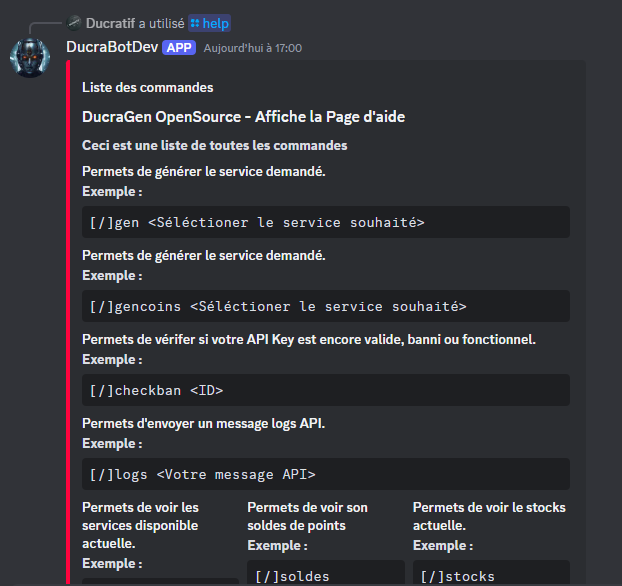 Ducratif a utilisé help
DucraBotDev APP Aujourd'hui à 17:00
Liste des commandes
DucraGen OpenSource - Affiche la Page d'aide
Ceci est une liste de toutes les commandes
Permets de générer le service demandé.
Exemple :
[/]gen <Séléctioner le service souhaité>
Permets de générer le service demandé.
Exemple :
[/]gencoins <Séléctioner le service souhaité>
Permets de vérifer si votre API Key est encore valide, banni ou fonctionnel.
Exemple :
[/]checkban <ID>
Permets d'envoyer un message logs API.
Exemple :
[/]logs <Votre message API>
Permets de voir les
services disponible
actuelle.
Exemple :
Permets de voir son
soldes de points
Exemple :
[/]soldes
Permets de voir le stocks
actuelle.
Exemple :
[/]stocks